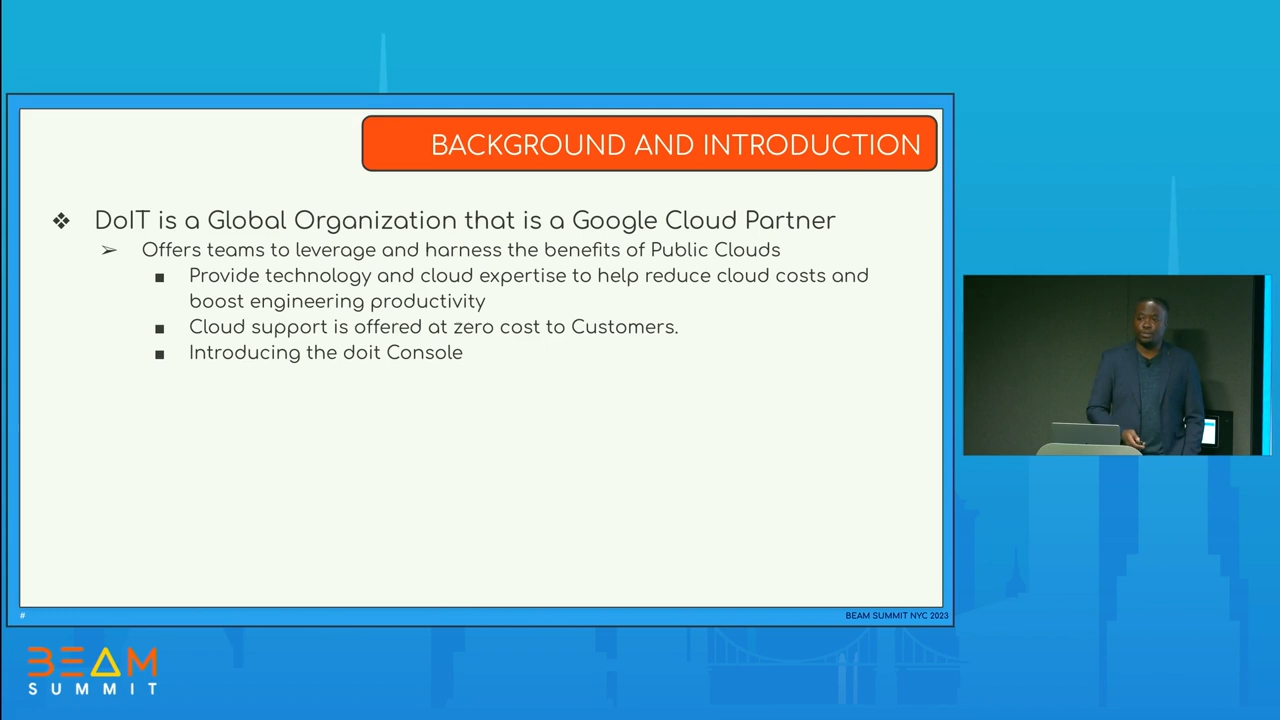 BACKGROUND AND INTRODUCTION
❖ DoIT is a Global Organization that is a Google Cloud Partner
➢ Offers teams to leverage and harness the benefits of Public Clouds
■ Provide technology and cloud expertise to help reduce cloud costs and
boost engineering productivity
■ Cloud support is offered at zero cost to Customers.
■ Introducing the doit Console
#
BEAM SUMMIT NYC 2023
BEAM
SUMMIT